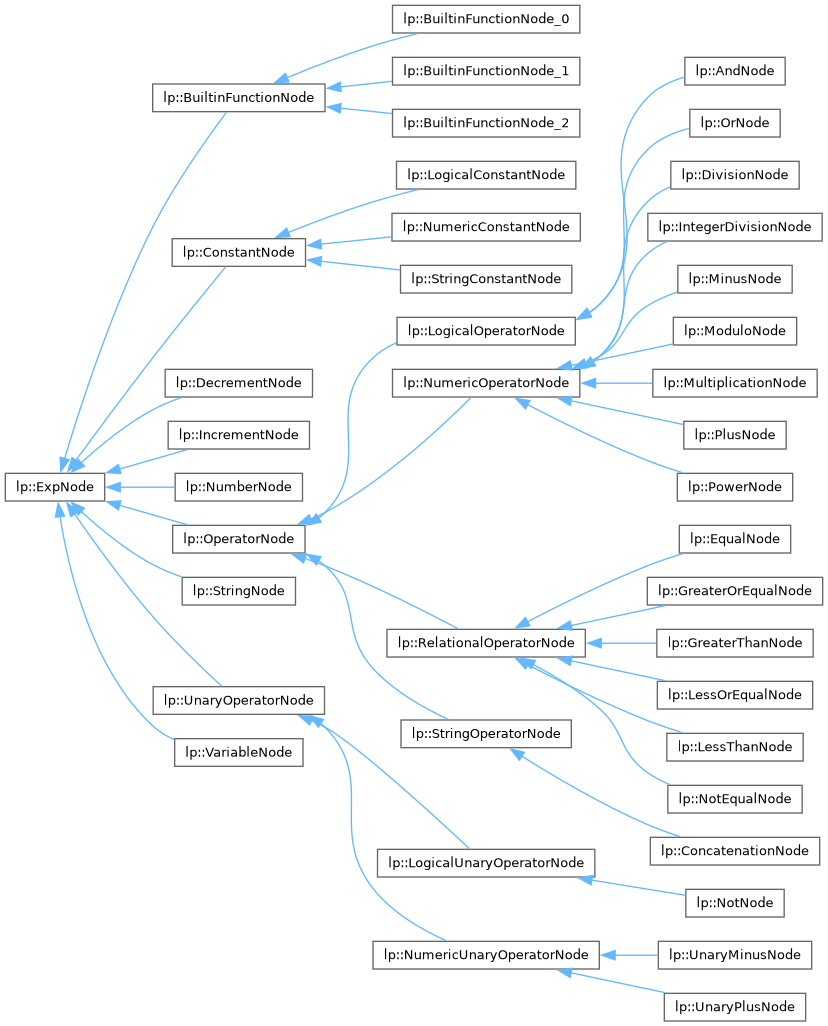 lp::BuiltinFunctionNode_0
lp::BuiltinFunctionNode_1
lp::AndNode
lp::BuiltinFunctionNode
lp::BuiltinFunctionNode_2
lp::OrNode
lp::LogicalConstantNode
lp::DivisionNode
lp::NumericConstantNode
lp::IntegerDivisionNode
lp::ConstantNode
lp::StringConstantNode
lp::MinusNode
lp::LogicalOperatorNode
lp::ModuloNode
lp::DecrementNode
lp::NumericOperatorNode
lp::MultiplicationNode
lp::IncrementNode
lp::PlusNode
lp::ExpNode
lp::NumberNode
lp::PowerNode
lp::OperatorNode
lp::EqualNode
lp::StringNode
lp::GreaterOrEqualNode
lp::RelationalOperatorNode
lp::GreaterThanNode
lp::UnaryOperatorNode
lp::LessOrEqualNode
lp::StringOperatorNode
lp::VariableNode
lp::LessThanNode
lp::NotEqualNode
lp::ConcatenationNode
lp::LogicalUnaryOperatorNode
lp::NotNode
lp::NumericUnaryOperatorNode
lp::UnaryMinusNode
lp::UnaryPlusNode